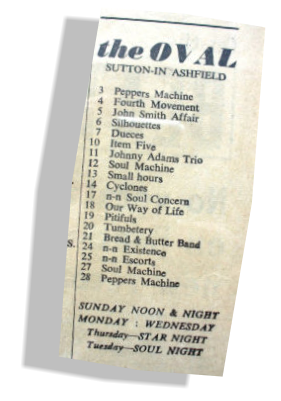 the OVAL
SUTTON-IN ASHFIELD
3 Peppers Machine
4 Fourth Movement
5 John Smith Affair
6 Silhouettes
7 Dueces
10 Item Five
11 Johnny Adams Trio
12 Soul Machine
13 Small hours
14 Cyclones
17 n-n Soul Concern
18 Our Way of Life
19 Pitifuls
20 Tumbetery
21 Bread & Butter Band
24 n-n Existence
25 n-n Escorts
27 Soul Machine
28 Peppers Machine
S.
SUNDAY NOON & NIGHT
MONDAY : WEDNESDAY
Thursday—STAR NIGHT
Tuesday—SOUL NIGHT